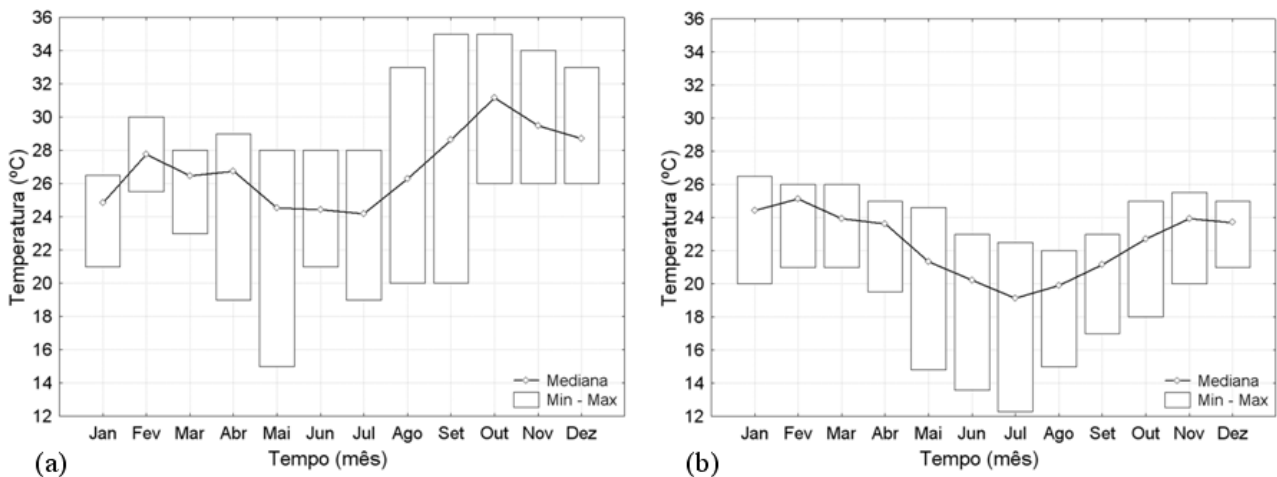 36
34
32
30
28
26
24
22
20
18
16
14
12
Temperatura (ºC)
Jan Fev Mar Abr Mai Jun Jul Ago Set Out Nov Dez
Tempo (mês)
Mediana
Min - Max
(a)
36
34
32
30
28
26
24
22
20
18
16
14
12
Temperatura (ºC)
Jan Fev Mar Abr Mai Jun Jul Ago Set Out Nov Dez
Tempo (mês)
Mediana
Min - Max
(b)